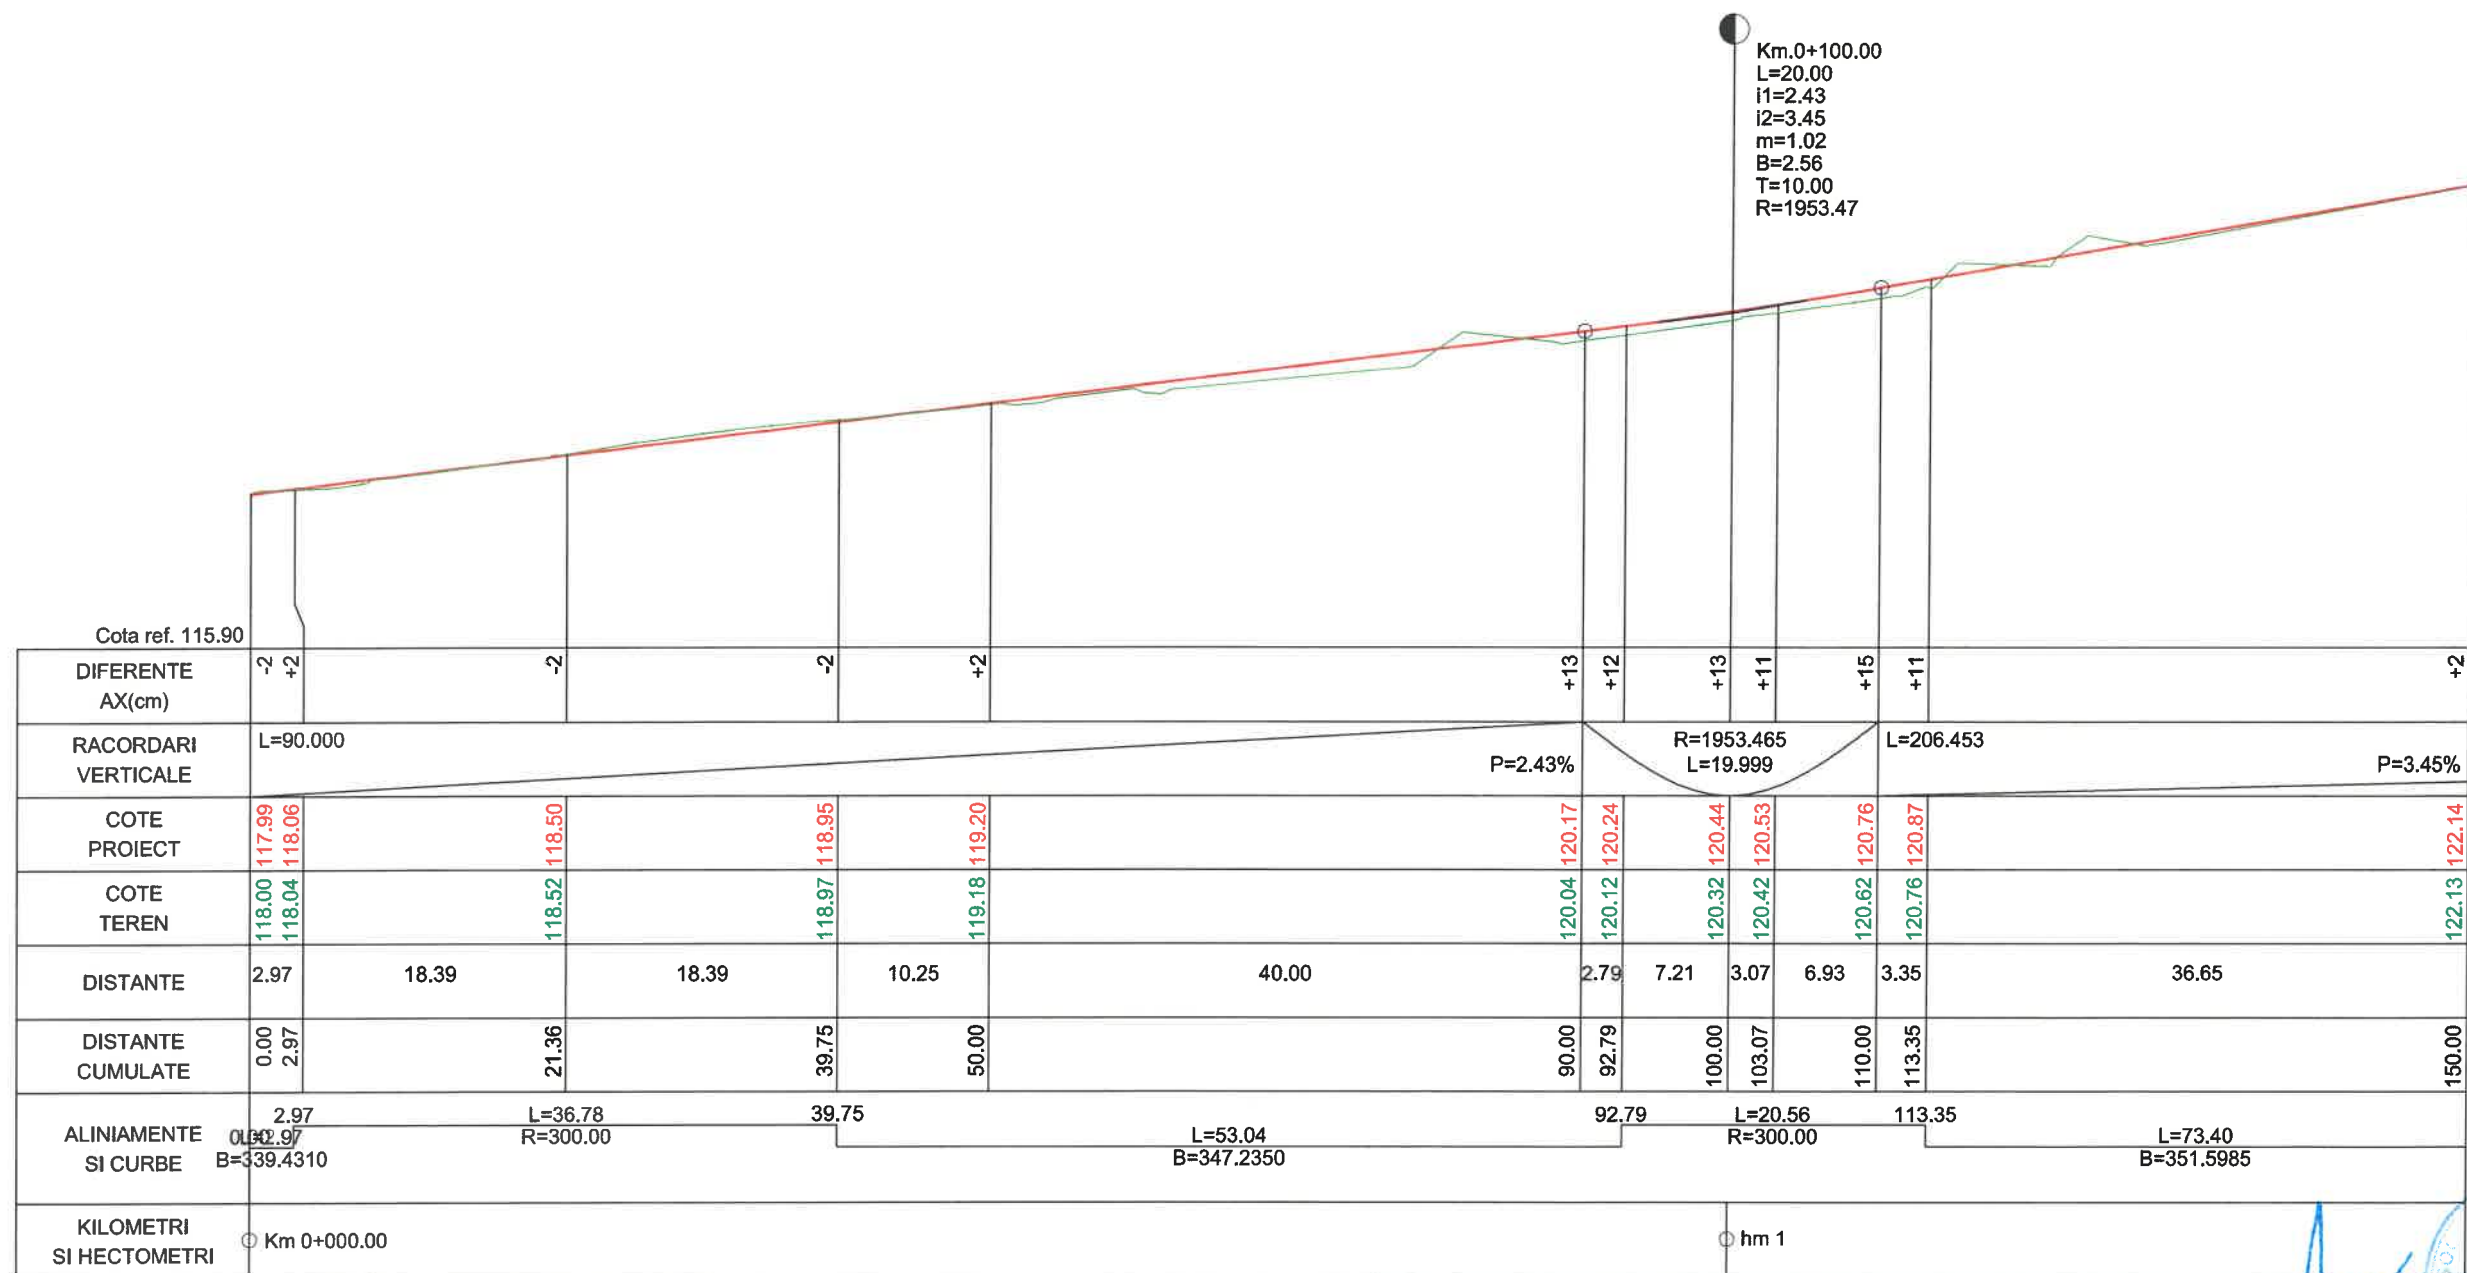 Km.0+100.00
L=20.00
i1=2.43
i2=3.45
m=1.02
B=2.56
T=10.00
R=1953.47
Cota ref. 115.90
DIFERENTE
AX(cm)
-2 +2 -2 -2 +2 +13 +12 +13 +11 +15 +11 +2
RACORDARI
VERTICALE
L=90.000
P=2.43%
R=1953.465
L=19.999
L=206.453
P=3.45%
COTE
PROIECT
117.99 118.06 118.50 118.95 119.20 120.17 120.24 120.44 120.53 120.76 120.87 122.14
COTE
TEREN
118.00 118.04 118.52 118.97 119.18 120.04 120.12 120.32 120.42 120.62 120.76 122.13
DISTANTE
2.97 18.39 18.39 10.25 40.00 2.79 7.21 3.07 6.93 3.35 36.65
DISTANTE
CUMULATE
0.00 2.97 21.36 39.75 50.00 90.00 92.79 100.00 103.07 110.00 113.35 150.00
ALINIAMENTE
SI CURBE
2.97 L=36.78 39.75 92.79 L=20.56 113.35
L=2.97 R=300.00 L=53.04 R=300.00 L=73.40
B=339.4310 B=347.2350 B=351.5985
KILOMETRI
SI HECTOMETRI
Km 0+000.00
hm 1